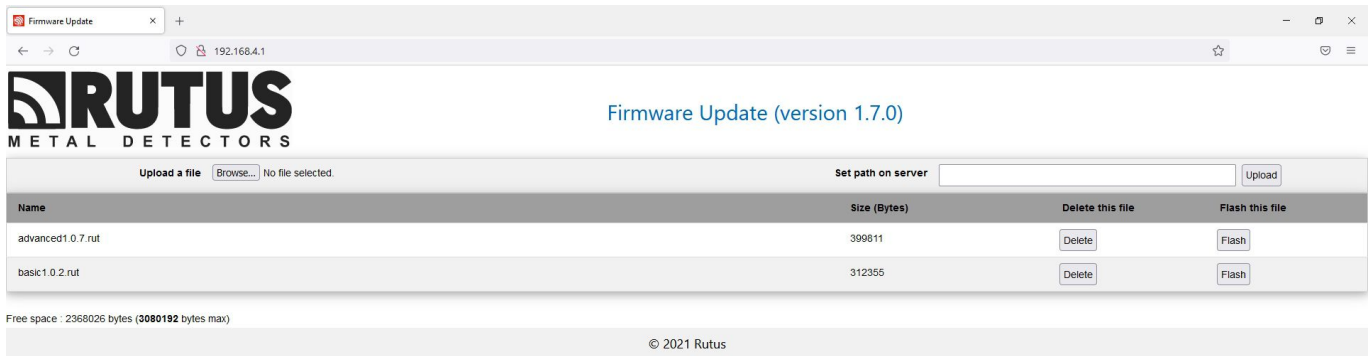 Firmware Update
192.168.4.1
RUTUS
METAL DETECTORS
Firmware Update (version 1.7.0)
Upload a file Browse... No file selected. Set path on server Upload
Name Size (Bytes) Delete this file Flash this file
advanced1.0.7.rut 399811 Delete Flash
basic1.0.2.rut 312355 Delete Flash
Free space : 2368026 bytes (3080192 bytes max)
© 2021 Rutus